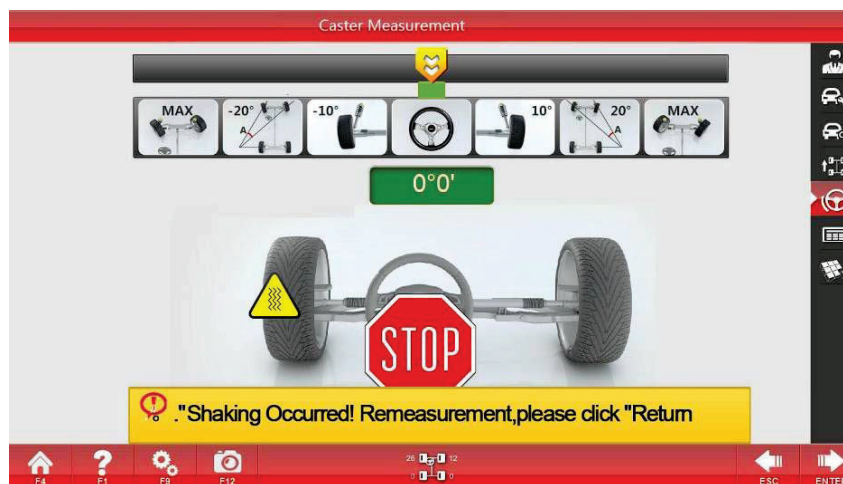 Caster Measurement
MAX -20° -10° 10° 20° MAX
A A
0°0'
STOP
."Shaking Occurred! Remeasurement,please click "Return
26 12
0 0
F4 F1 F9 F12 ESC ENTER